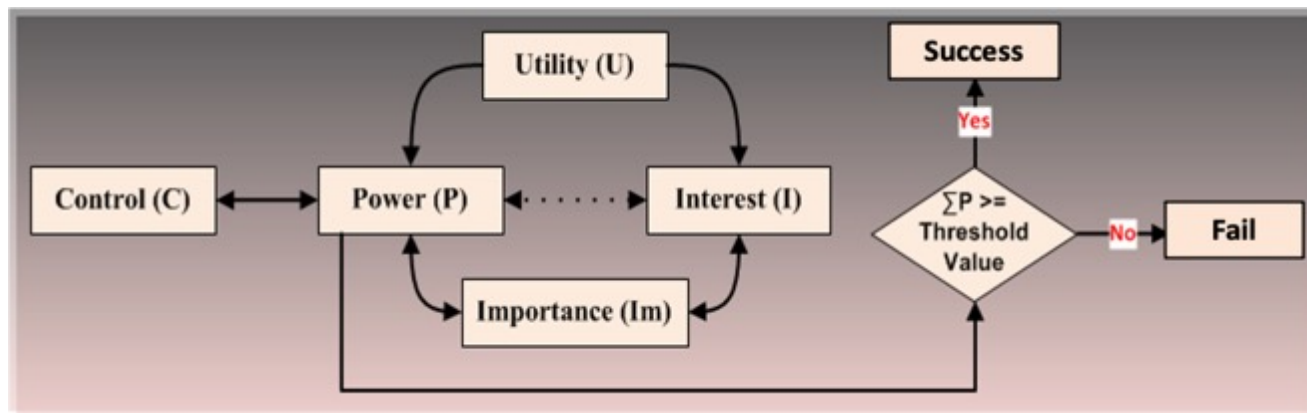 Utility (U)
Success
Yes
Control (C)
Power (P)
Interest (I)
∑P >=
Threshold
Value
No
Fail
Importance (Im)